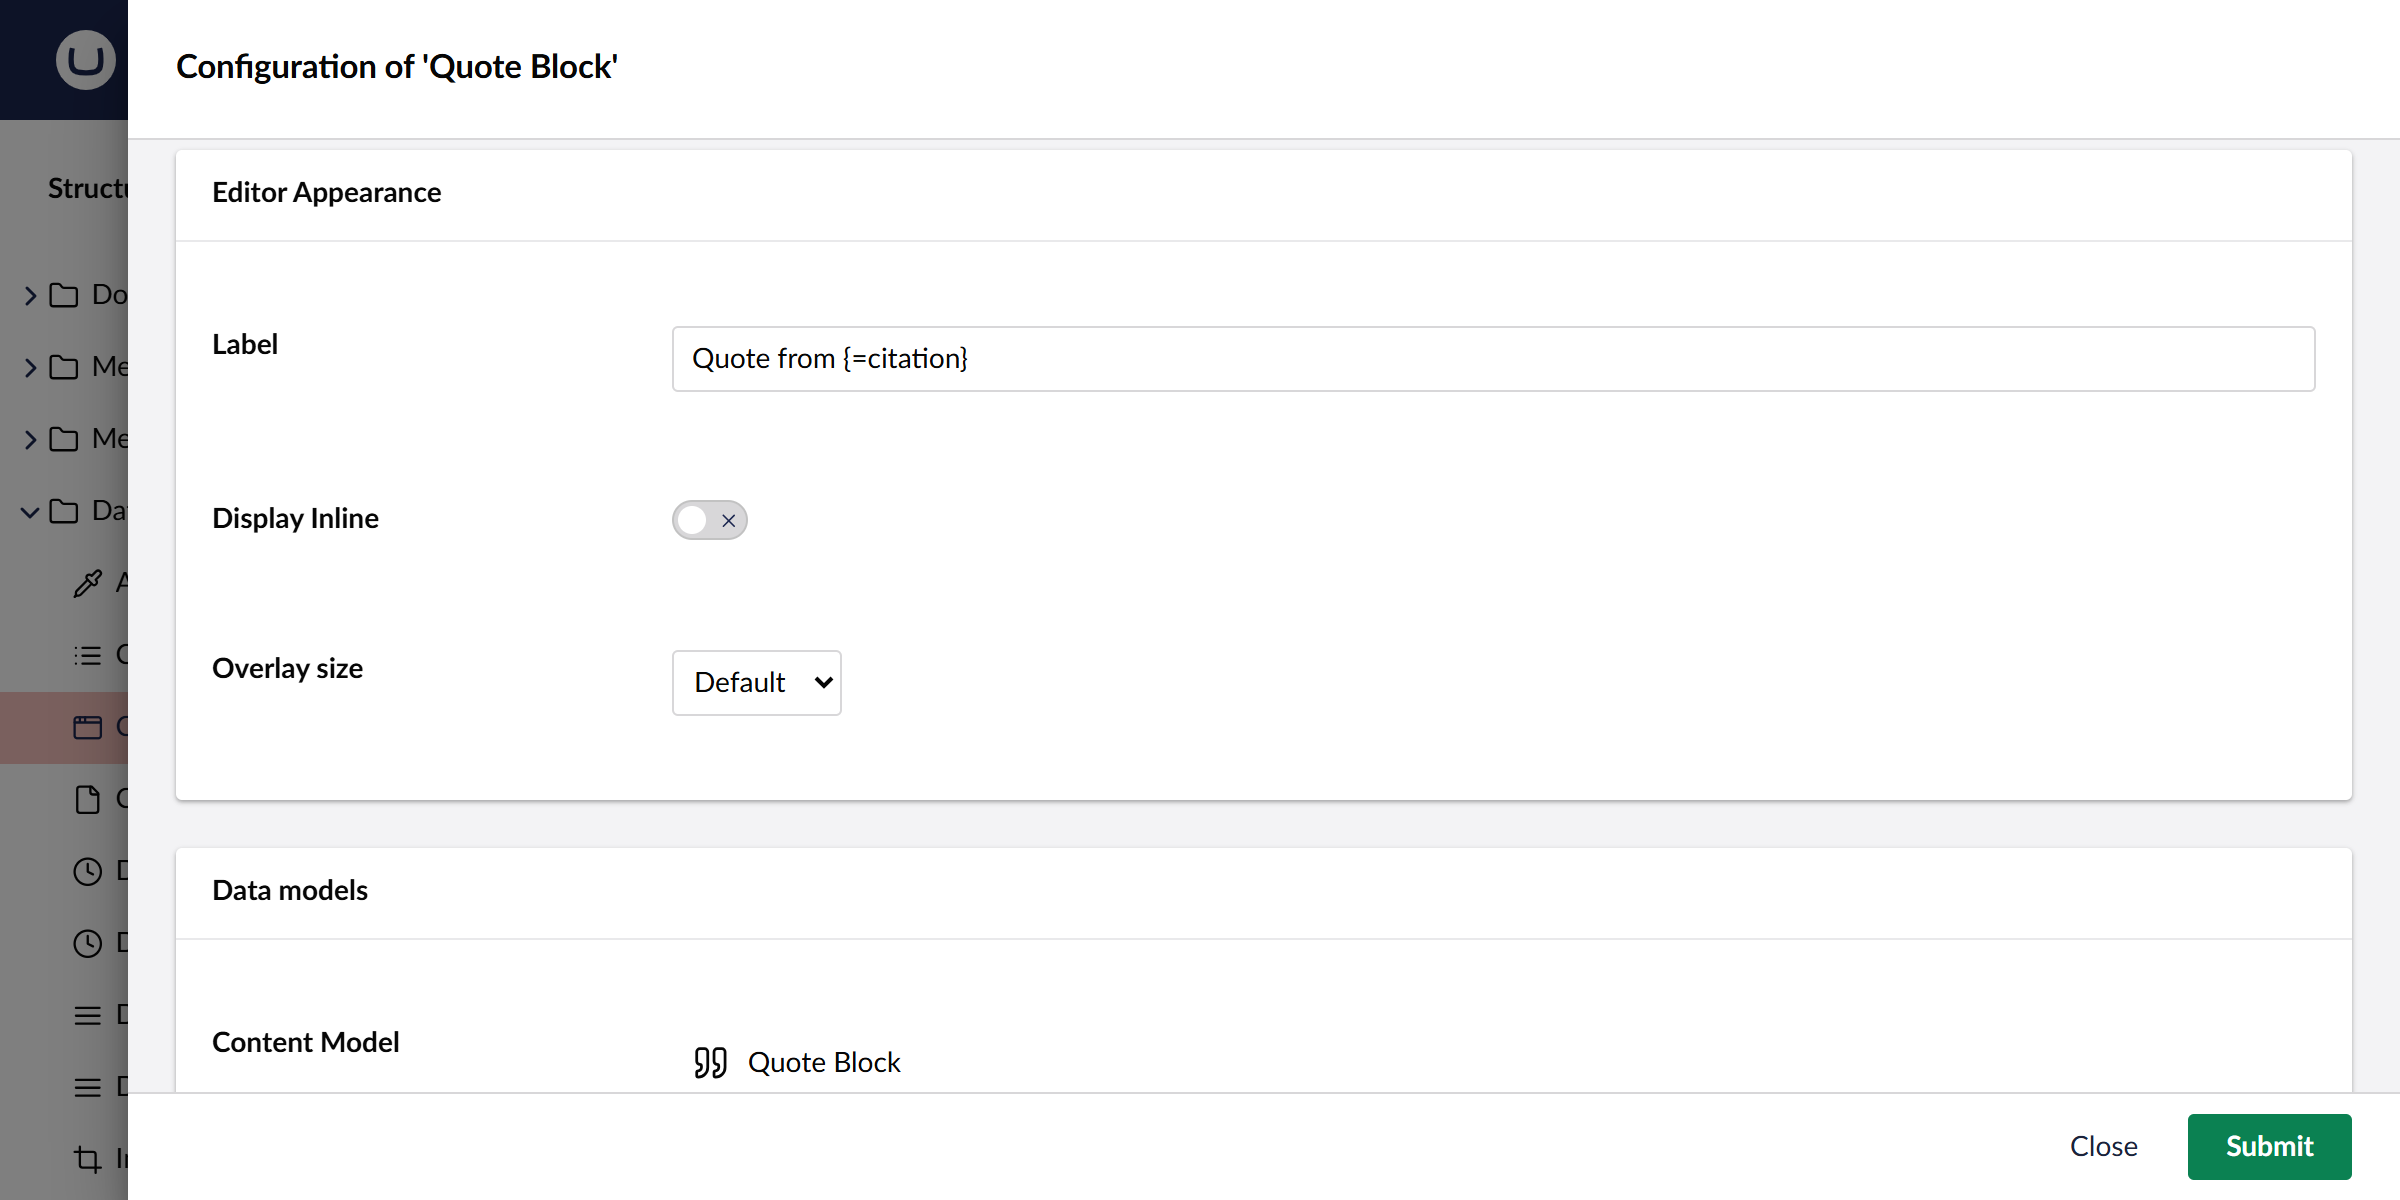 Configuration of 'Quote Block'
Structu
Editor Appearance
Label
Quote from {=citation}
Display Inline
Overlay size
Default
Data models
Content Model
Quote Block
Do
Me
Me
Da
Close
Submit